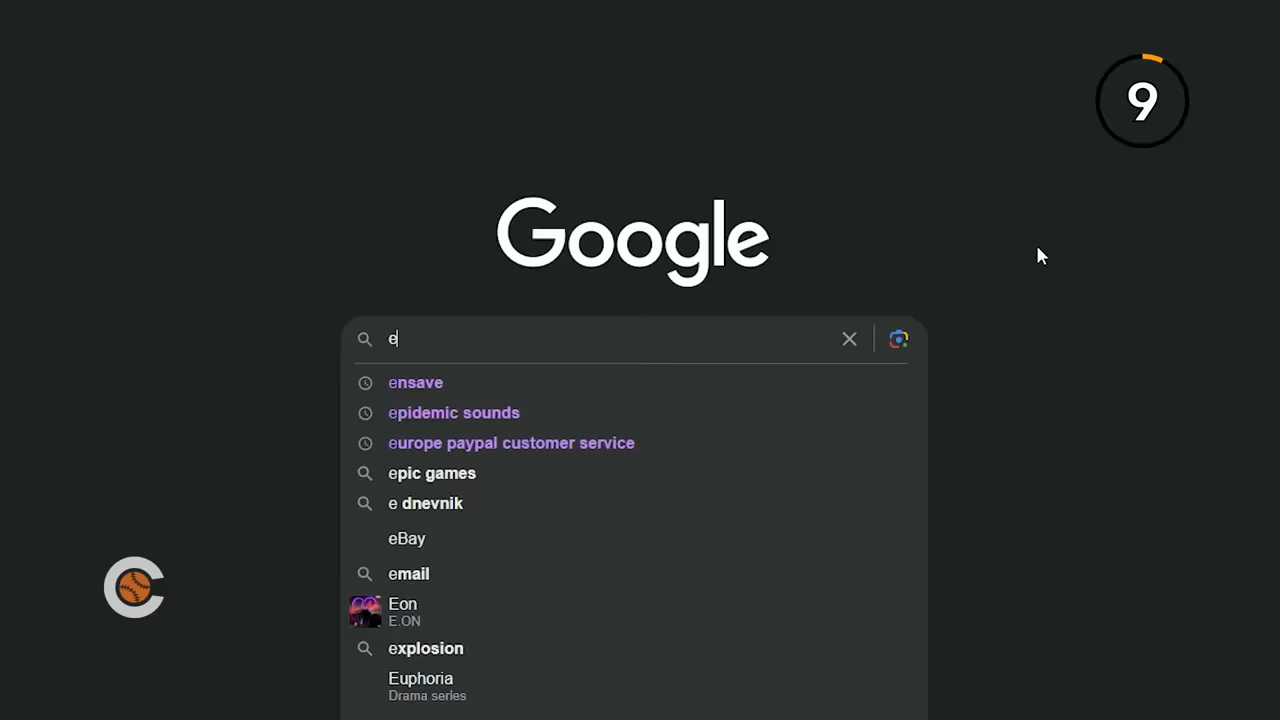 9
Google
e
ensave
epidemic sounds
europe paypal customer service
epic games
e dnevnik
eBay
email
Eon
E.ON
explosion
Euphoria
Drama series
C